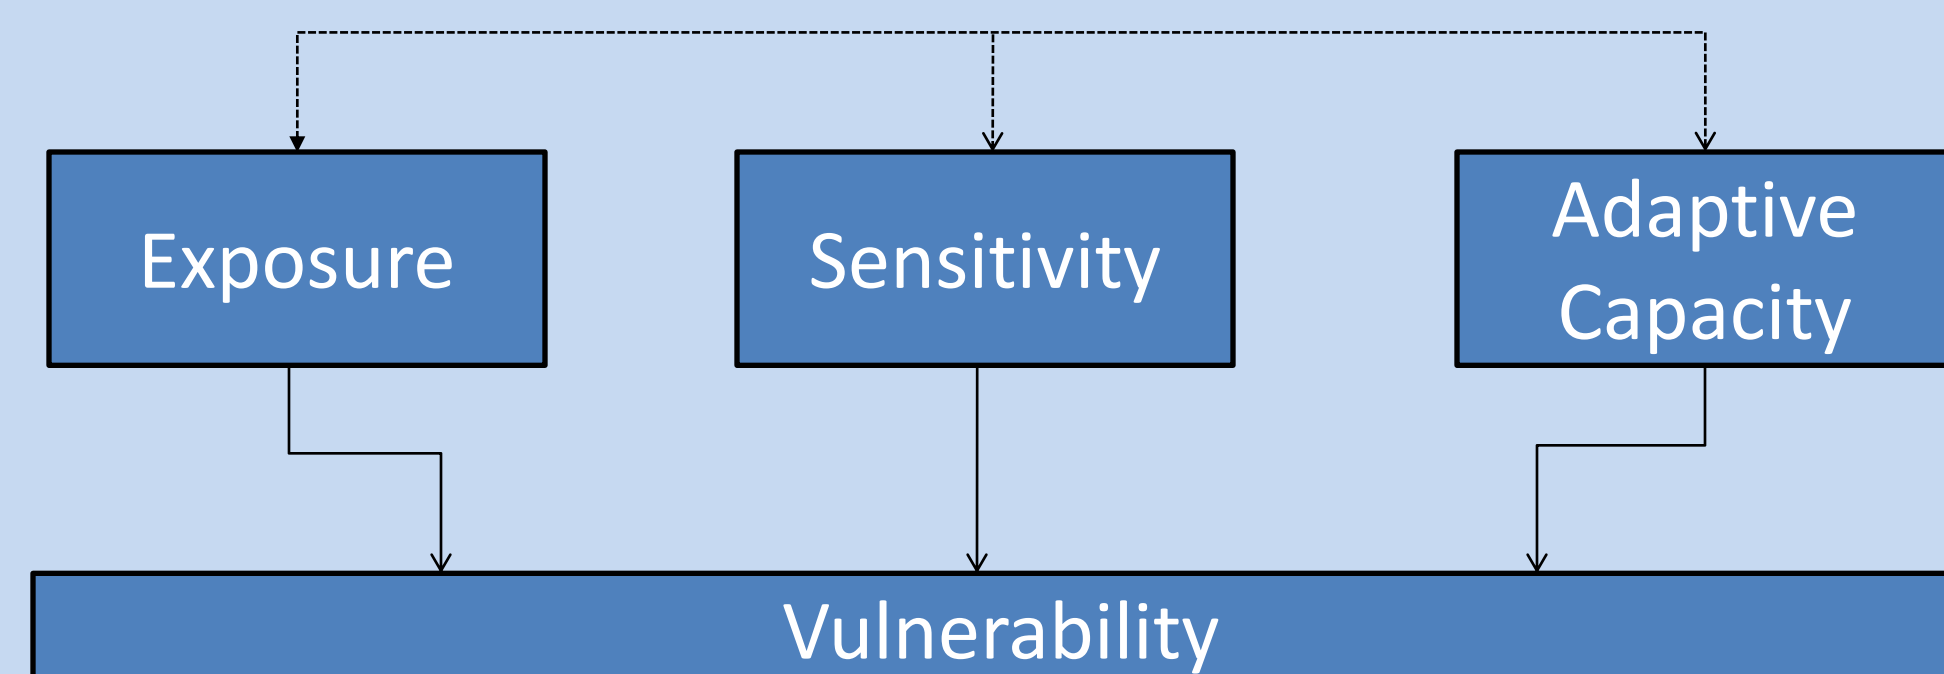 Exposure
Sensitivity
Adaptive
Capacity
Vulnerability